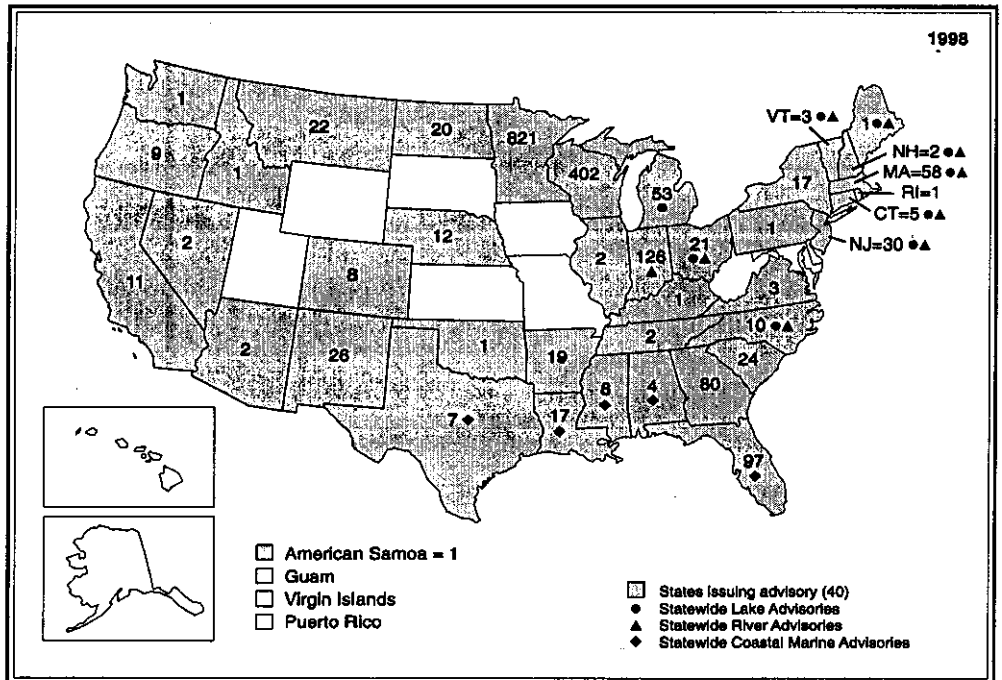 1998
1
22
20
821
VT=3 ●▲
1●▲
9
1
402
NH=2 ●▲
MA=58 ●▲
53
●
17
RI=1
CT=5 ●▲
2
12
1
NJ=30 ●▲
2
126
▲
21
●▲
11
8
1
3
2
26
1
19
2
10 ●▲
24
8
◆
4
◆
80
7 ◆
17
◆
97
◆
American Samoa = 1
Guam
Virgin Islands
Puerto Rico
States issuing advisory (40)
● Statewide Lake Advisories
▲ Statewide River Advisories
◆ Statewide Coastal Marine Advisories